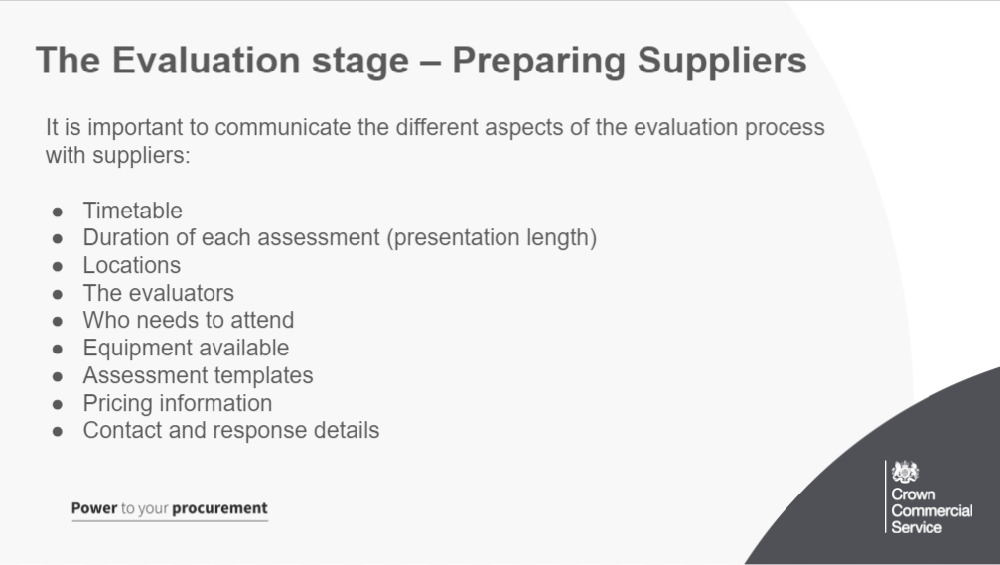 The Evaluation stage – Preparing Suppliers
It is important to communicate the different aspects of the evaluation process
with suppliers:
● Timetable
● Duration of each assessment (presentation length)
● Locations
● The evaluators
● Who needs to attend
● Equipment available
● Assessment templates
● Pricing information
● Contact and response details
Power to your procurement
Crown
Commercial
Service